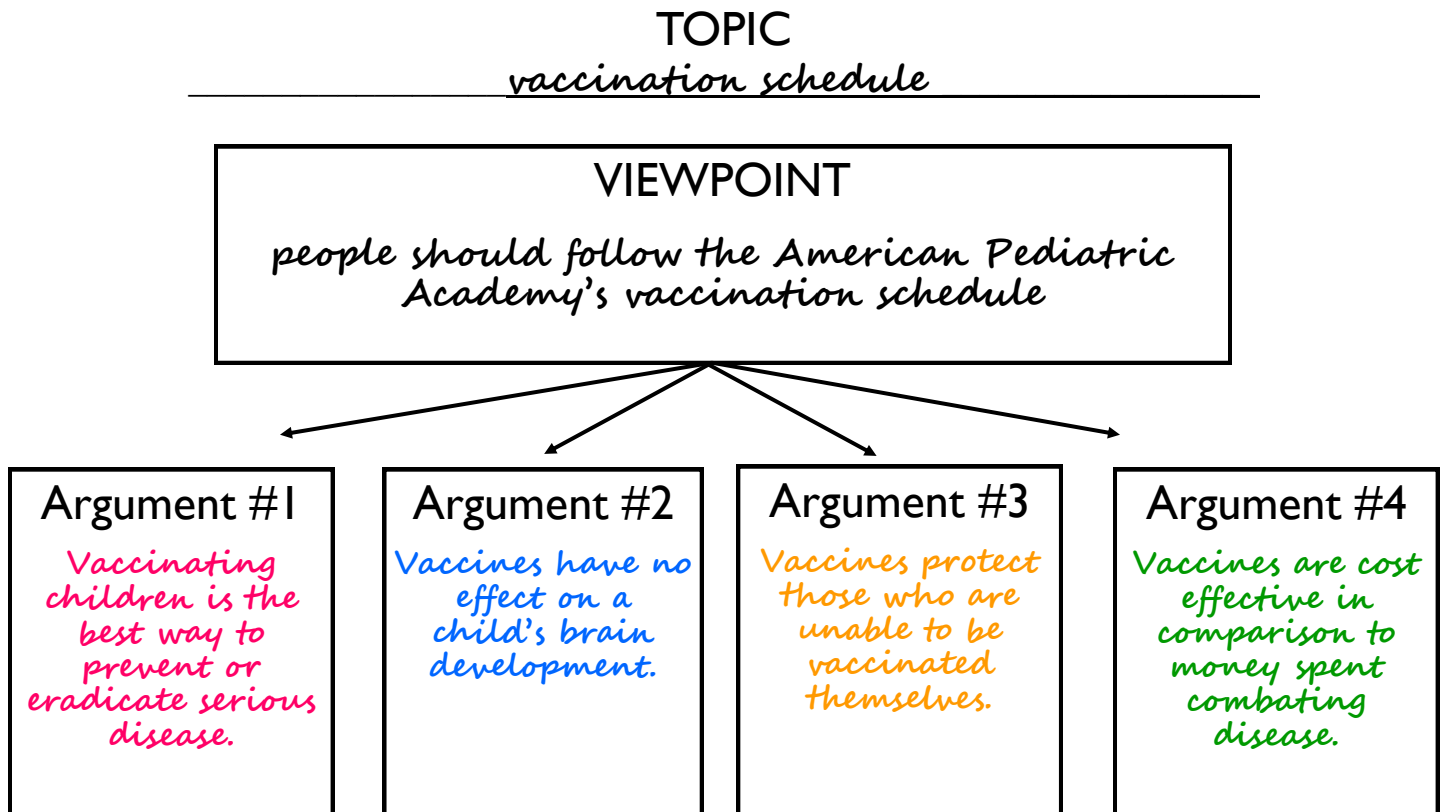 TOPIC
vaccination schedule
VIEWPOINT
people should follow the American Pediatric
Academy's vaccination schedule
Argument #1
Vaccinating
children is the
best way to
prevent or
eradicate serious
disease.
Argument #2
Vaccines have no
effect on a
child's brain
development.
Argument #3
Vaccines protect
those who are
unable to be
vaccinated
themselves.
Argument #4
Vaccines are cost
effective in
comparison to
money spent
combating
disease.